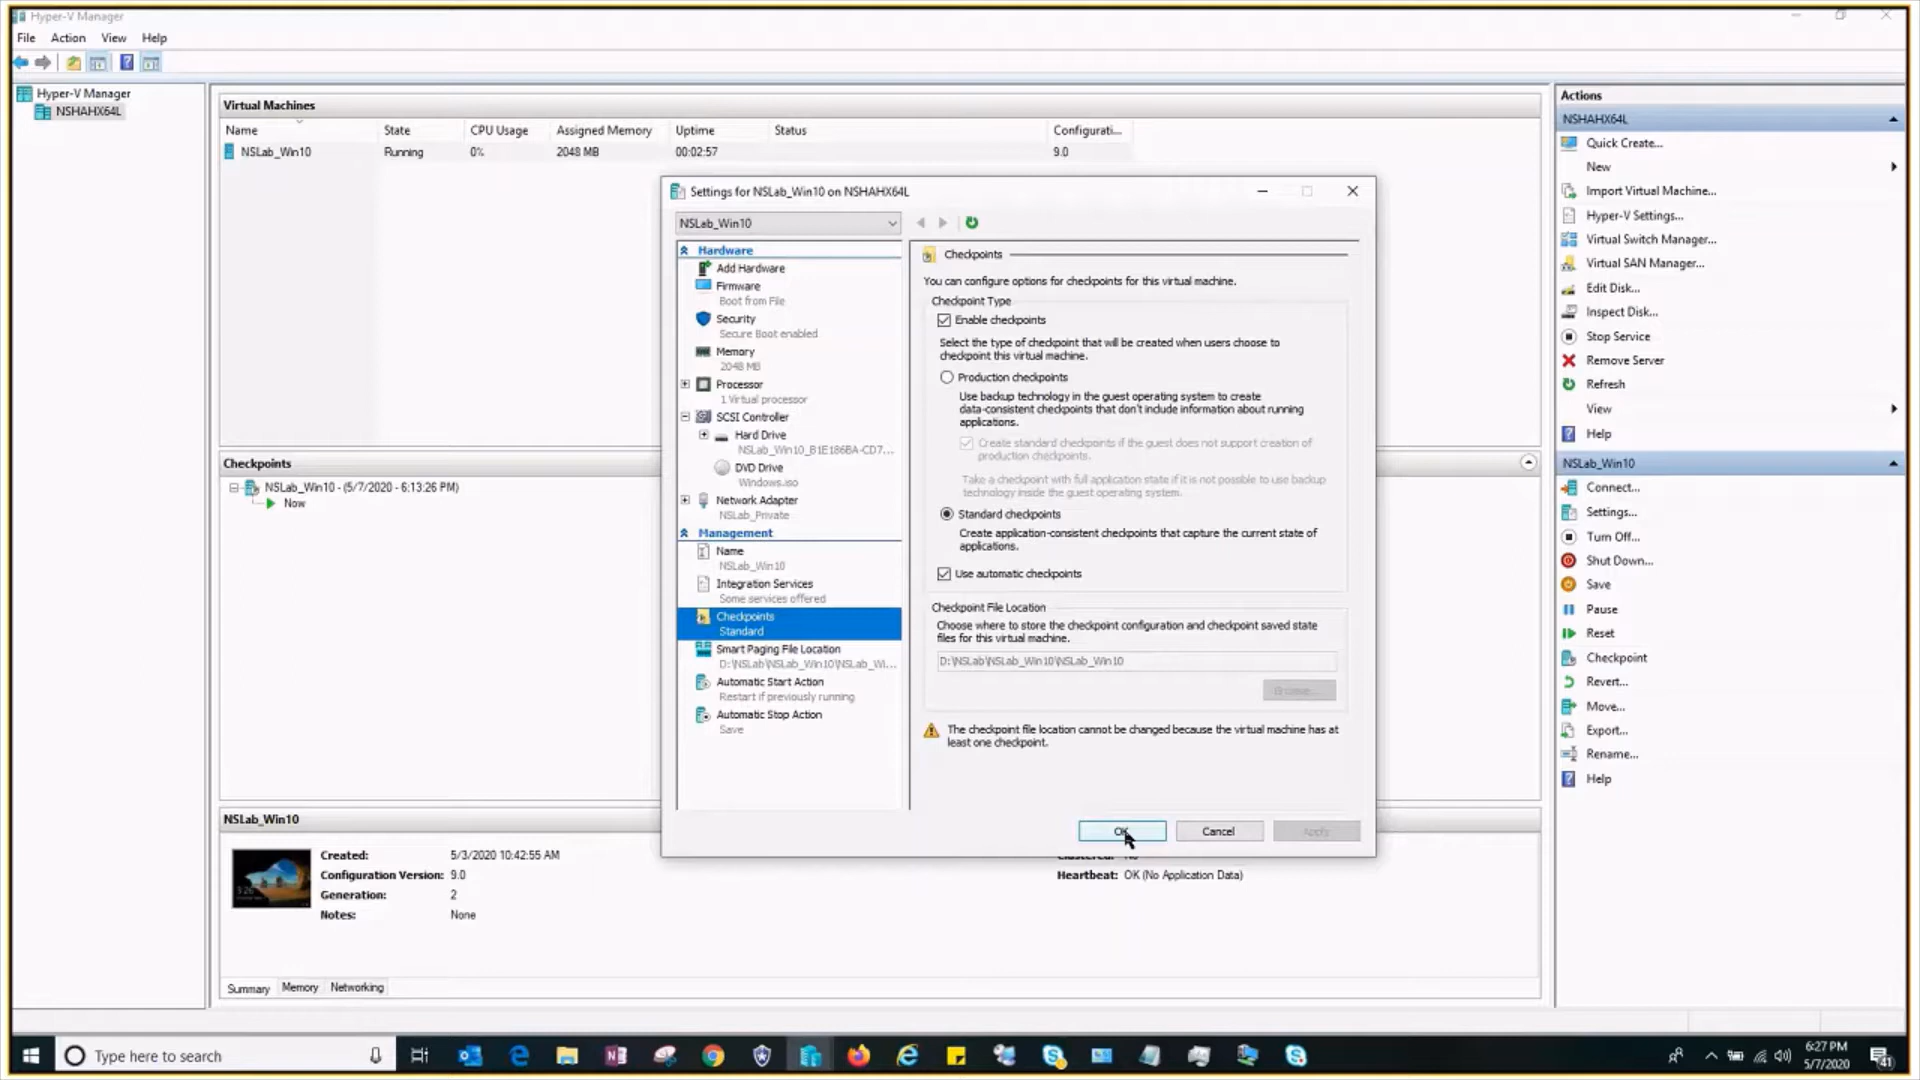 Hyper-V Manager
File Action View Help
Hyper-V Manager
NSHAHX64L
Virtual Machines
Name State CPU Usage Assigned Memory Uptime Status Configurati...
NSLab_Win10 Running 0% 2048 MB 00:02:57 9.0
Checkpoints
NSLab_Win10 - (5/7/2020 - 6:13:26 PM)
Now
NSLab_Win10
Created: 5/3/2020 10:42:55 AM
Configuration Version: 9.0
Generation: 2
Notes: None
Clustered: No
Heartbeat: OK (No Application Data)
Summary Memory Networking
Settings for NSLab_Win10 on NSHAHX64L
NSLab_Win10
Hardware
Add Hardware
Firmware
Boot from File
Security
Secure Boot enabled
Memory
2048 MB
Processor
1 Virtual processor
SCSI Controller
Hard Drive
NSLab_Win10_B1E186BA-CD7...
DVD Drive
Windows.iso
Network Adapter
NSLab_Private
Management
Name
NSLab_Win10
Integration Services
Some services offered
Checkpoints
Standard
Smart Paging File Location
D:\NSLab\NSLab_Win10\NSLab_Wi...
Automatic Start Action
Restart if previously running
Automatic Stop Action
Save
Checkpoints
You can configure options for checkpoints for this virtual machine.
Checkpoint Type
Enable checkpoints
Select the type of checkpoint that will be created when users choose to
checkpoint this virtual machine.
Production checkpoints
Use backup technology in the guest operating system to create
data-consistent checkpoints that don't include information about running
applications.
Create standard checkpoints if the guest does not support creation of
production checkpoints.
Take a checkpoint with full application state if it is not possible to use backup
technology inside the guest operating system.
Standard checkpoints
Create application-consistent checkpoints that capture the current state of
applications.
Use automatic checkpoints
Checkpoint File Location
Choose where to store the checkpoint configuration and checkpoint saved state
files for this virtual machine.
D:\NSLab\NSLab_Win10\NSLab_Win10
Browse...
The checkpoint file location cannot be changed because the virtual machine has at
least one checkpoint.
OK Cancel Apply
Actions
NSHAHX64L
Quick Create...
New
Import Virtual Machine...
Hyper-V Settings...
Virtual Switch Manager...
Virtual SAN Manager...
Edit Disk...
Inspect Disk...
Stop Service
Remove Server
Refresh
View
Help
NSLab_Win10
Connect...
Settings...
Turn Off...
Shut Down...
Save
Pause
Reset
Checkpoint
Revert...
Move...
Export...
Rename...
Help
Type here to search
6:27 PM
5/7/2020
41